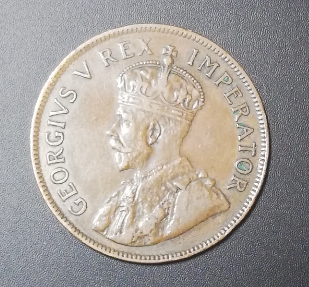 GEORGIVS V REX IMPERATOR